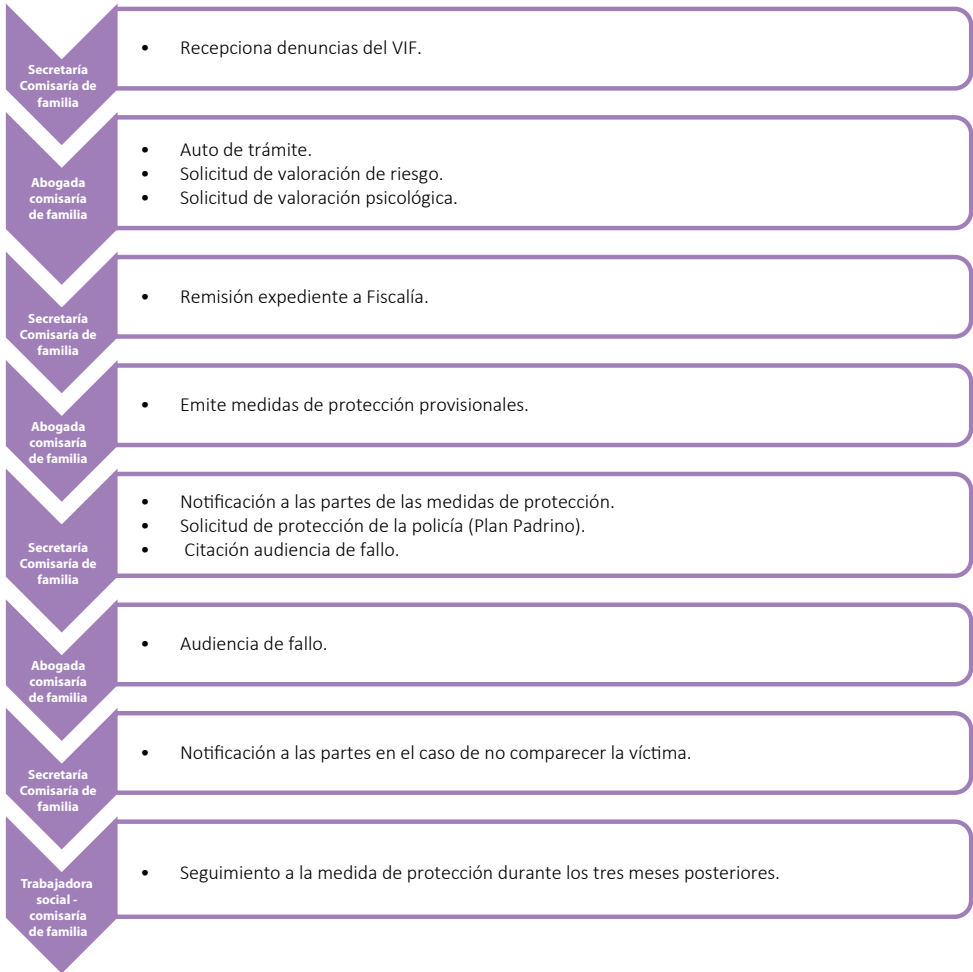 Secretaría
Comisaría de
familia
• Recepciona denuncias del VIF.
Abogada
comisaría
de familia
• Auto de trámite.
• Solicitud de valoración de riesgo.
• Solicitud de valoración psicológica.
Secretaría
Comisaría de
familia
• Remisión expediente a Fiscalía.
Abogada
comisaría
de familia
• Emite medidas de protección provisionales.
Secretaría
Comisaría de
familia
• Notificación a las partes de las medidas de protección.
• Solicitud de protección de la policía (Plan Padrino).
• Citación audiencia de fallo.
Abogada
comisaría
de familia
• Audiencia de fallo.
Secretaría
Comisaría de
familia
• Notificación a las partes en el caso de no comparecer la víctima.
Trabajadora
social -
comisaría
de familia
• Seguimiento a la medida de protección durante los tres meses posteriores.